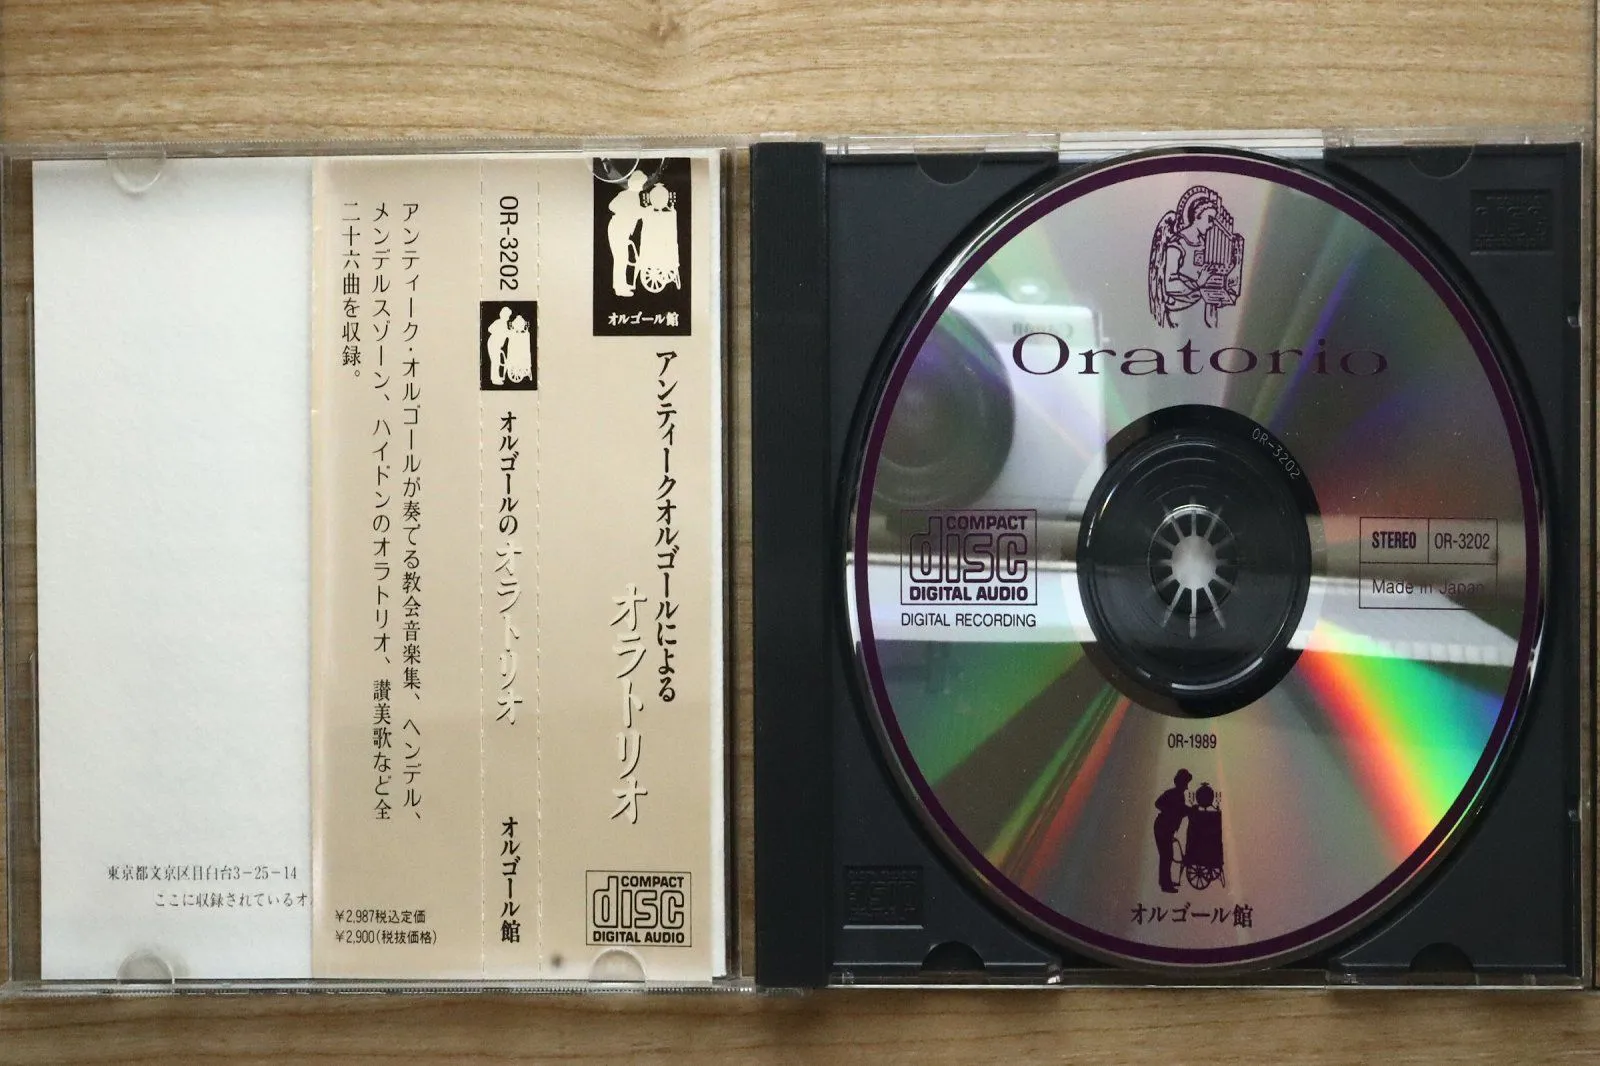 オルゴール館
アンティークオルゴールによる
オラトリオ
COMPACT
disc
DIGITAL AUDIO
OR-3202
オルゴールのオラトリオ
オルゴール館
アンティーク・オルゴールが奏でる教会音楽集、ヘンデル、
メンデルスゾーン、ハイドンのオラトリオ、讃美歌など全
二十六曲を収録。
¥2,987税込定価
¥2,900(税抜価格)
東京都文京区目白台3-25-14
ここに収録されているオ
Oratorio
OR-3202
COMPACT
disc
DIGITAL AUDIO
DIGITAL RECORDING
STEREO OR-3202
Made in Japan
OR-1989
オルゴール館
Canon
disc
DIGITAL AUDIO